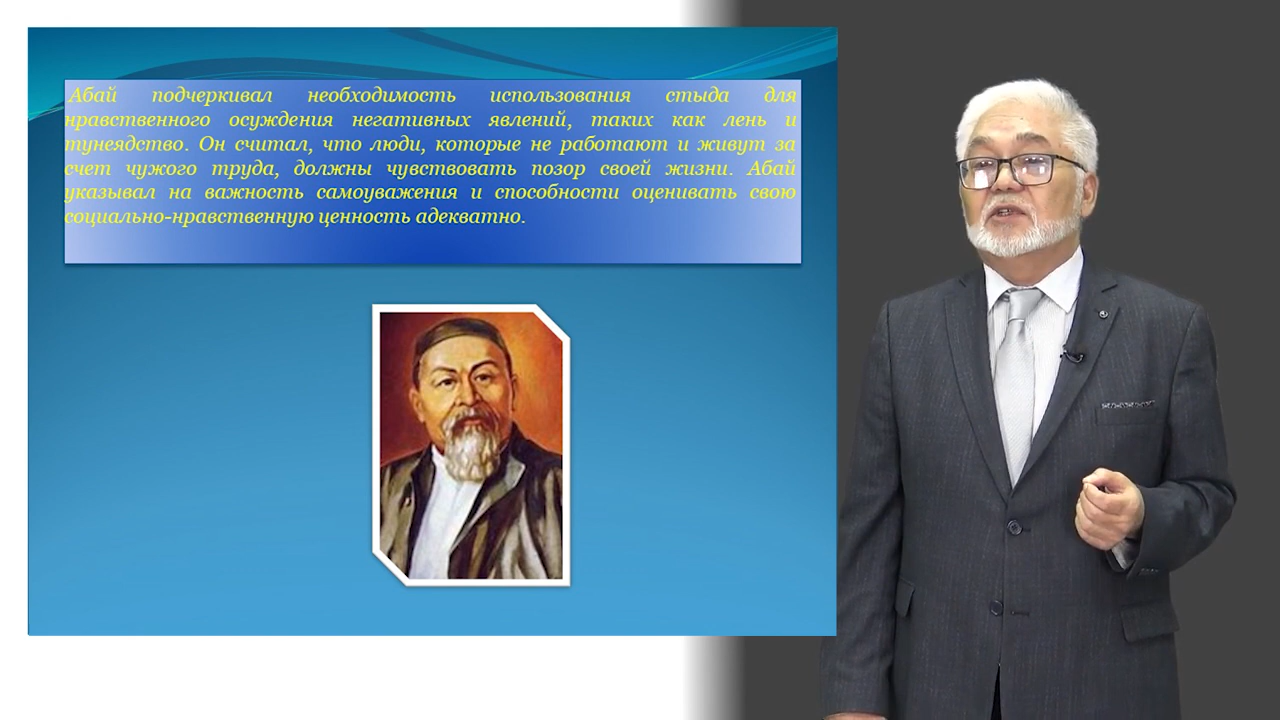 Абай подчеркивал необходимость использования стыда для
нравственного осуждения негативных явлений, таких как лень и
тунеядство. Он считал, что люди, которые не работают и живут за
счет чужого труда, должны чувствовать позор своей жизни. Абай
указывал на важность самоуважения и способности оценивать свою
социально-нравственную ценность адекватно.